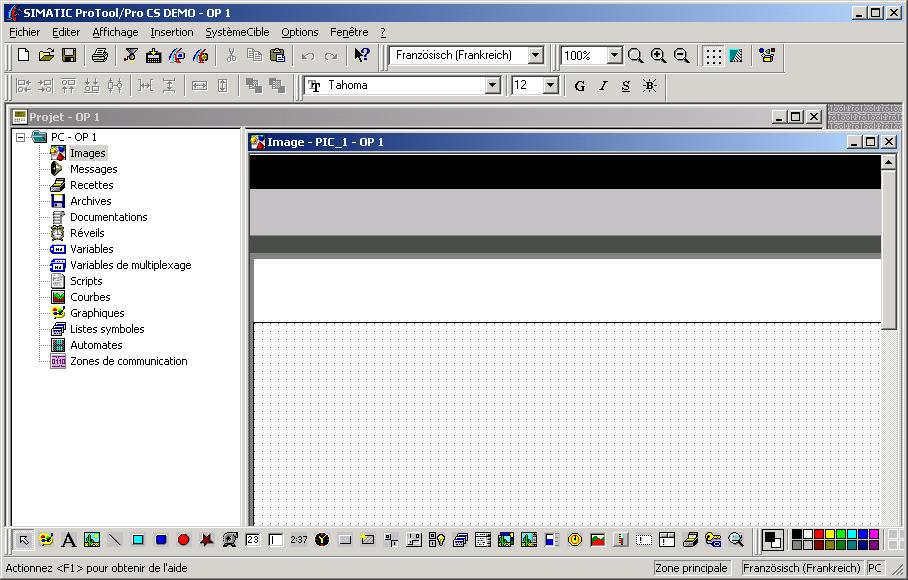 SIMATIC ProTool/Pro CS DEMO - OP 1
Fichier Editer Affichage Insertion SystèmeCible Options Fenêtre ?
Französisch (Frankreich) 100%
Tahoma 12 G I S
Projet - OP 1
PC - OP 1
Image - PIC_1 - OP 1
Images
Messages
Recettes
Archives
Documentations
Réveils
Variables
Variables de multiplexage
Scripts
Courbes
Graphiques
Listes symboles
Automates
Zones de communication
A 23 2:37
Actionnez <F1> pour obtenir de l'aide Zone principale Französisch (Frankreich) PC